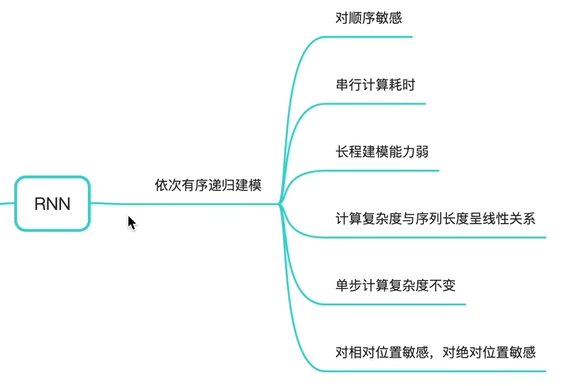 对顺序敏感
串行计算耗时
长程建模能力弱
依次有序递归建模
RNN
计算复杂度与序列长度呈线性关系
单步计算复杂度不变
对相对位置敏感，对绝对位置敏感